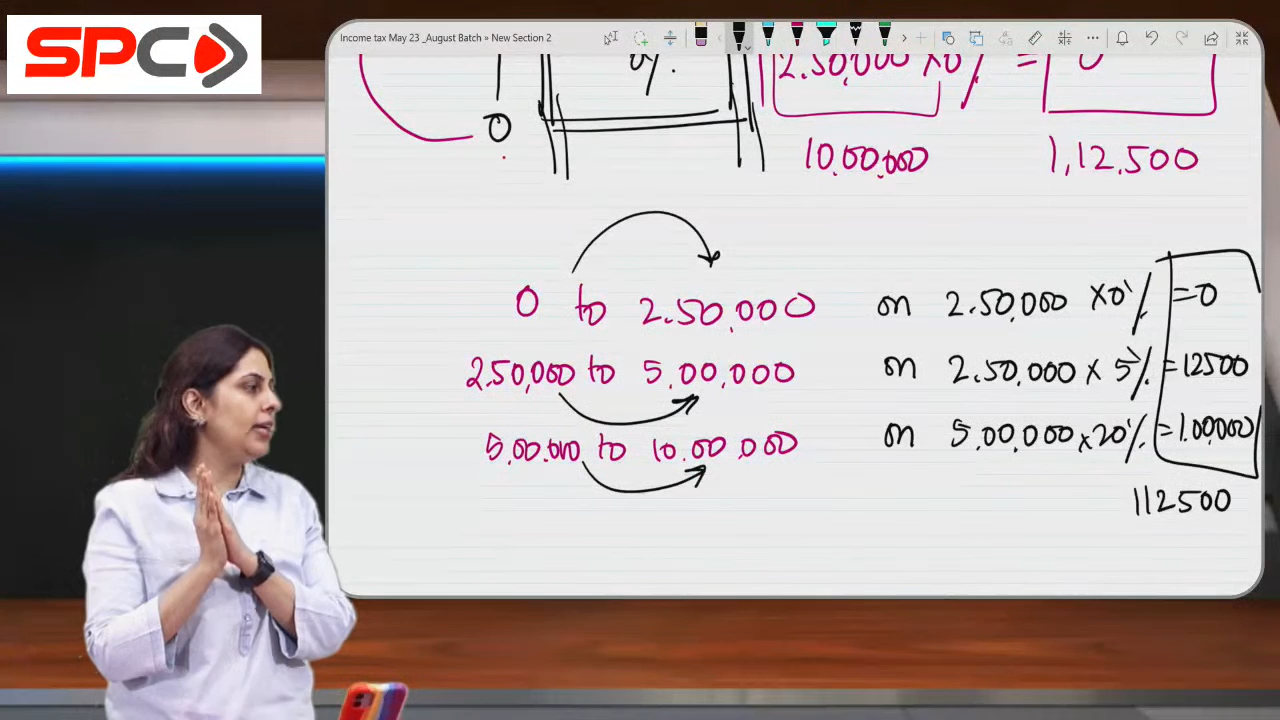 SPC
Income tax May 23 _August Batch » New Section 2
0%. 2.50,000 x 0% = 0
0 10,00,000 1,12,500
0 to 2.50,000 on 2.50,000 x0% =0
2,50,000 to 5,00,000 on 2.50,000 x 5% =12500
5,00,000 to 10.00,000 on 5,00,000 x 20% =1.00,000
112500